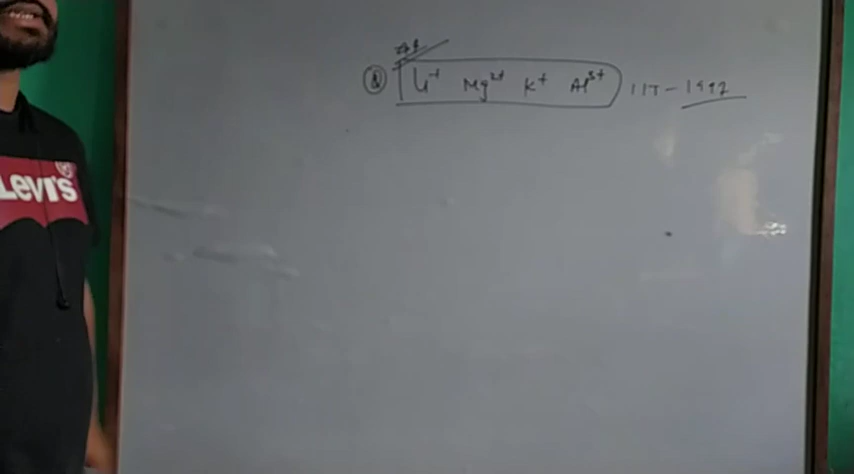 Ⓠ Li⁺ Mg²⁺ K⁺ Al³⁺ IIT - 1992
Levi's